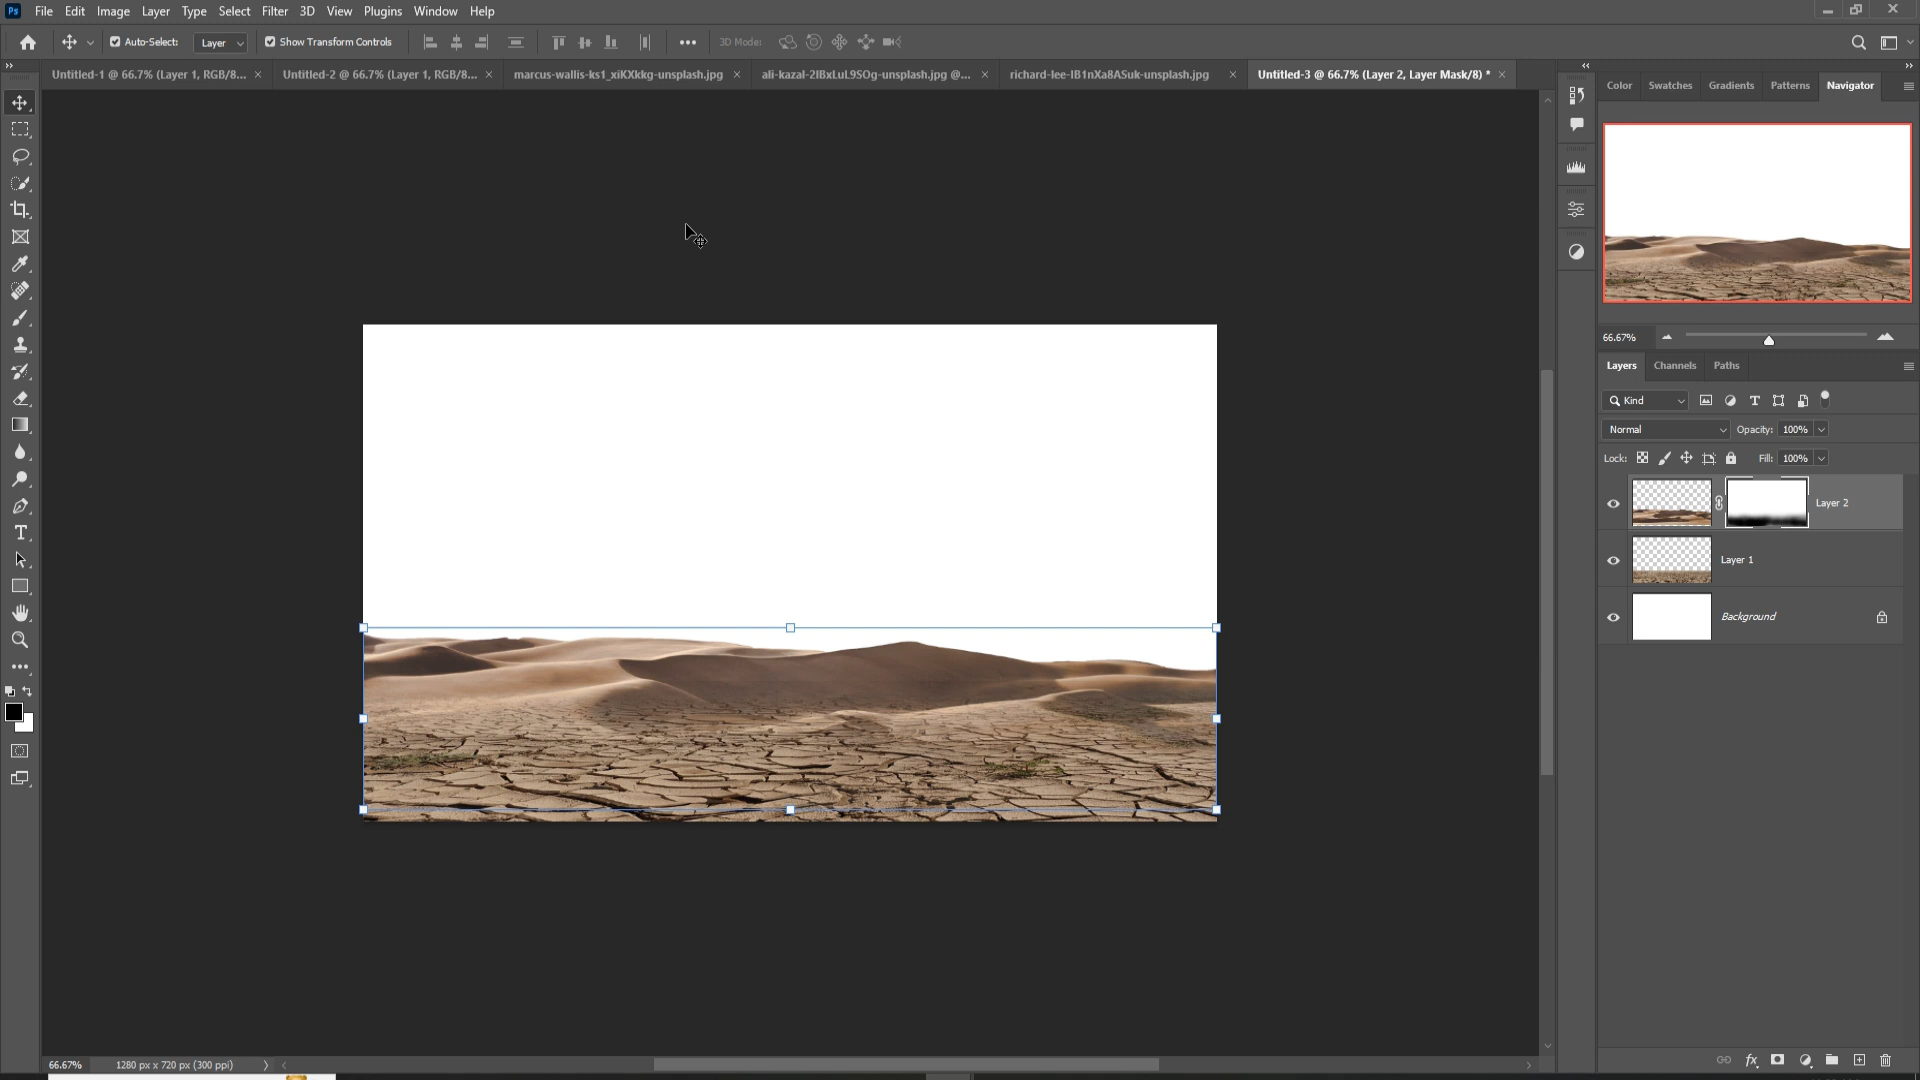 Ps File Edit Image Layer Type Select Filter 3D View Plugins Window Help
Auto-Select: Layer Show Transform Controls 3D Mode:
Untitled-1 @ 66.7% (Layer 1, RGB/8... Untitled-2 @ 66.7% (Layer 1, RGB/8... marcus-wallis-ks1_xiKXkkg-unsplash.jpg ali-kazal-2IBxLuL9SOg-unsplash.jpg @... richard-lee-IB1nXa8ASuk-unsplash.jpg Untitled-3 @ 66.7% (Layer 2, Layer Mask/8) *
Color Swatches Gradients Patterns Navigator
66.67%
Layers Channels Paths
Kind
Normal Opacity: 100%
Lock: Fill: 100%
Layer 2
Layer 1
Background
66.67% 1280 px x 720 px (300 ppi)